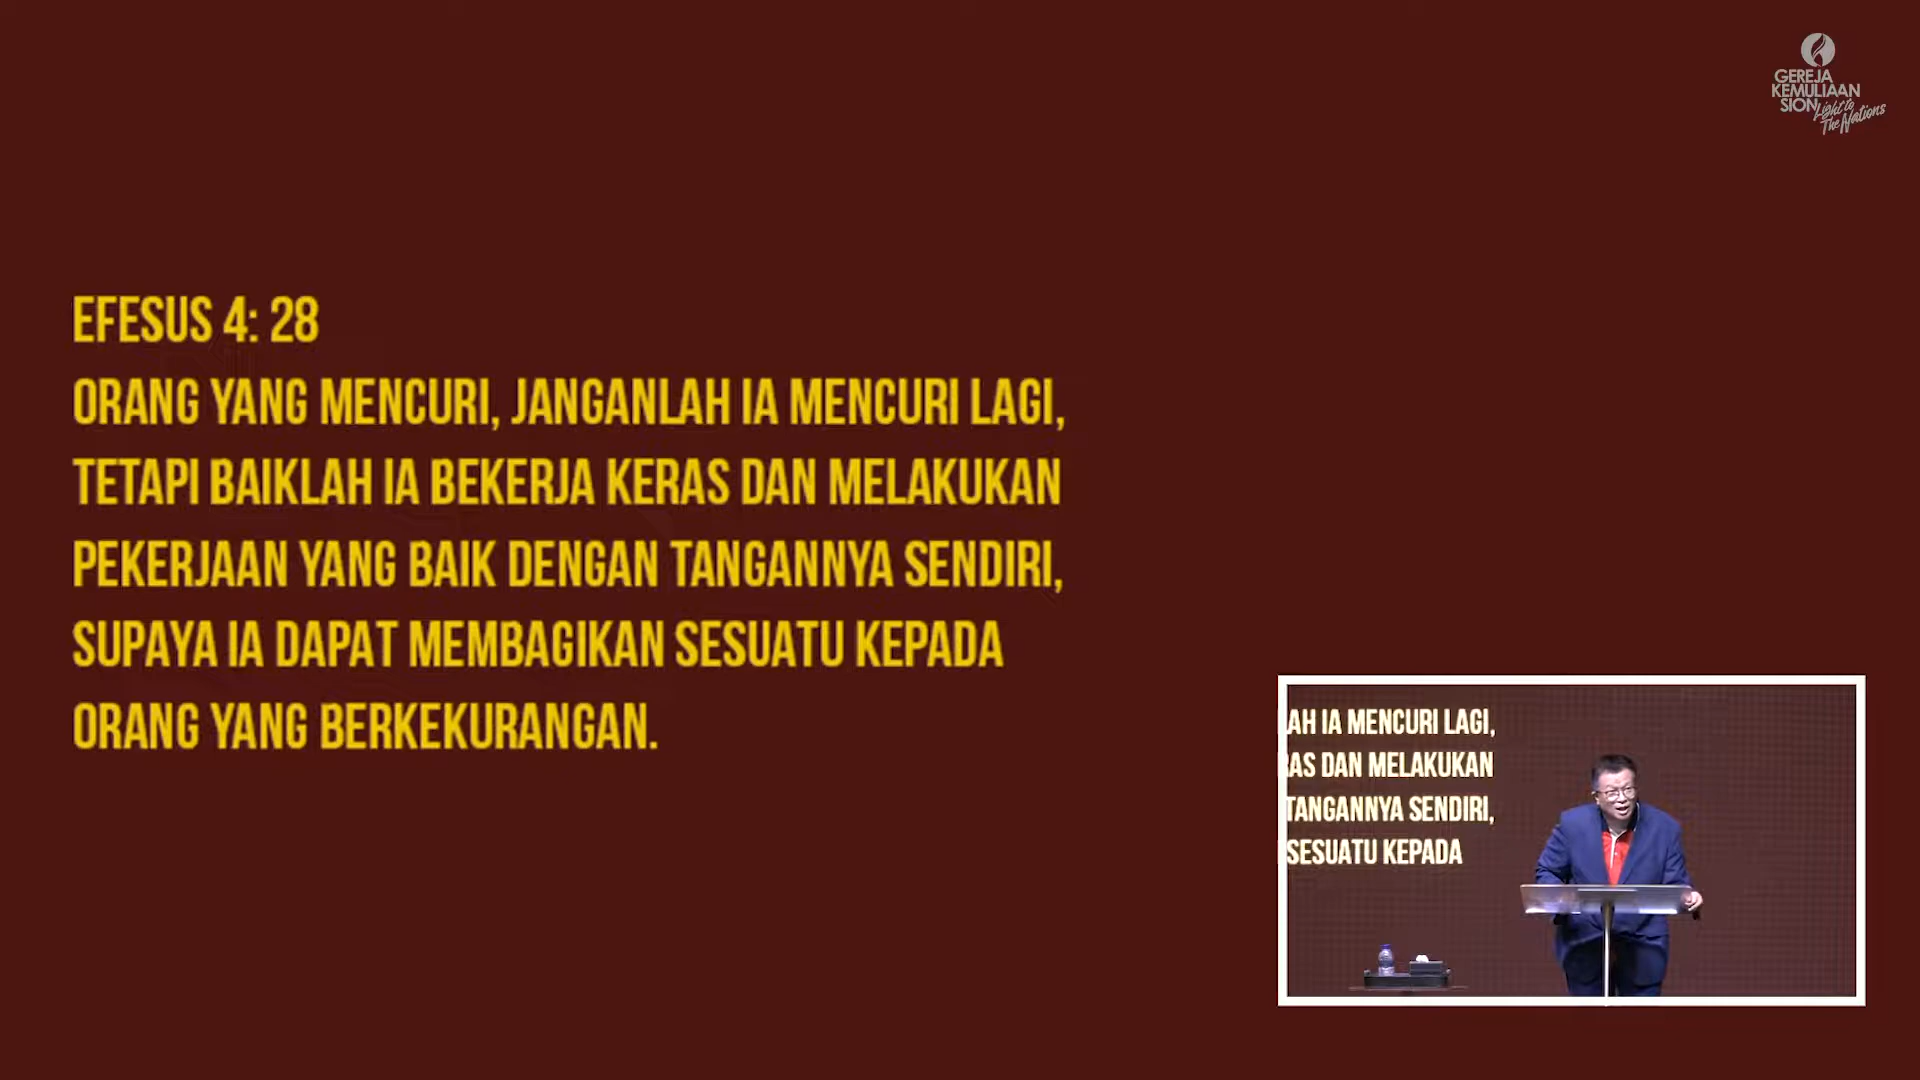 GEREJA
KEMULIAAN
SION Light to
The Nations
EFESUS 4: 28
ORANG YANG MENCURI, JANGANLAH IA MENCURI LAGI,
TETAPI BAIKLAH IA BEKERJA KERAS DAN MELAKUKAN
PEKERJAAN YANG BAIK DENGAN TANGANNYA SENDIRI,
SUPAYA IA DAPAT MEMBAGIKAN SESUATU KEPADA
ORANG YANG BERKEKURANGAN.
LAH IA MENCURI LAGI,
RAS DAN MELAKUKAN
TANGANNYA SENDIRI,
SESUATU KEPADA